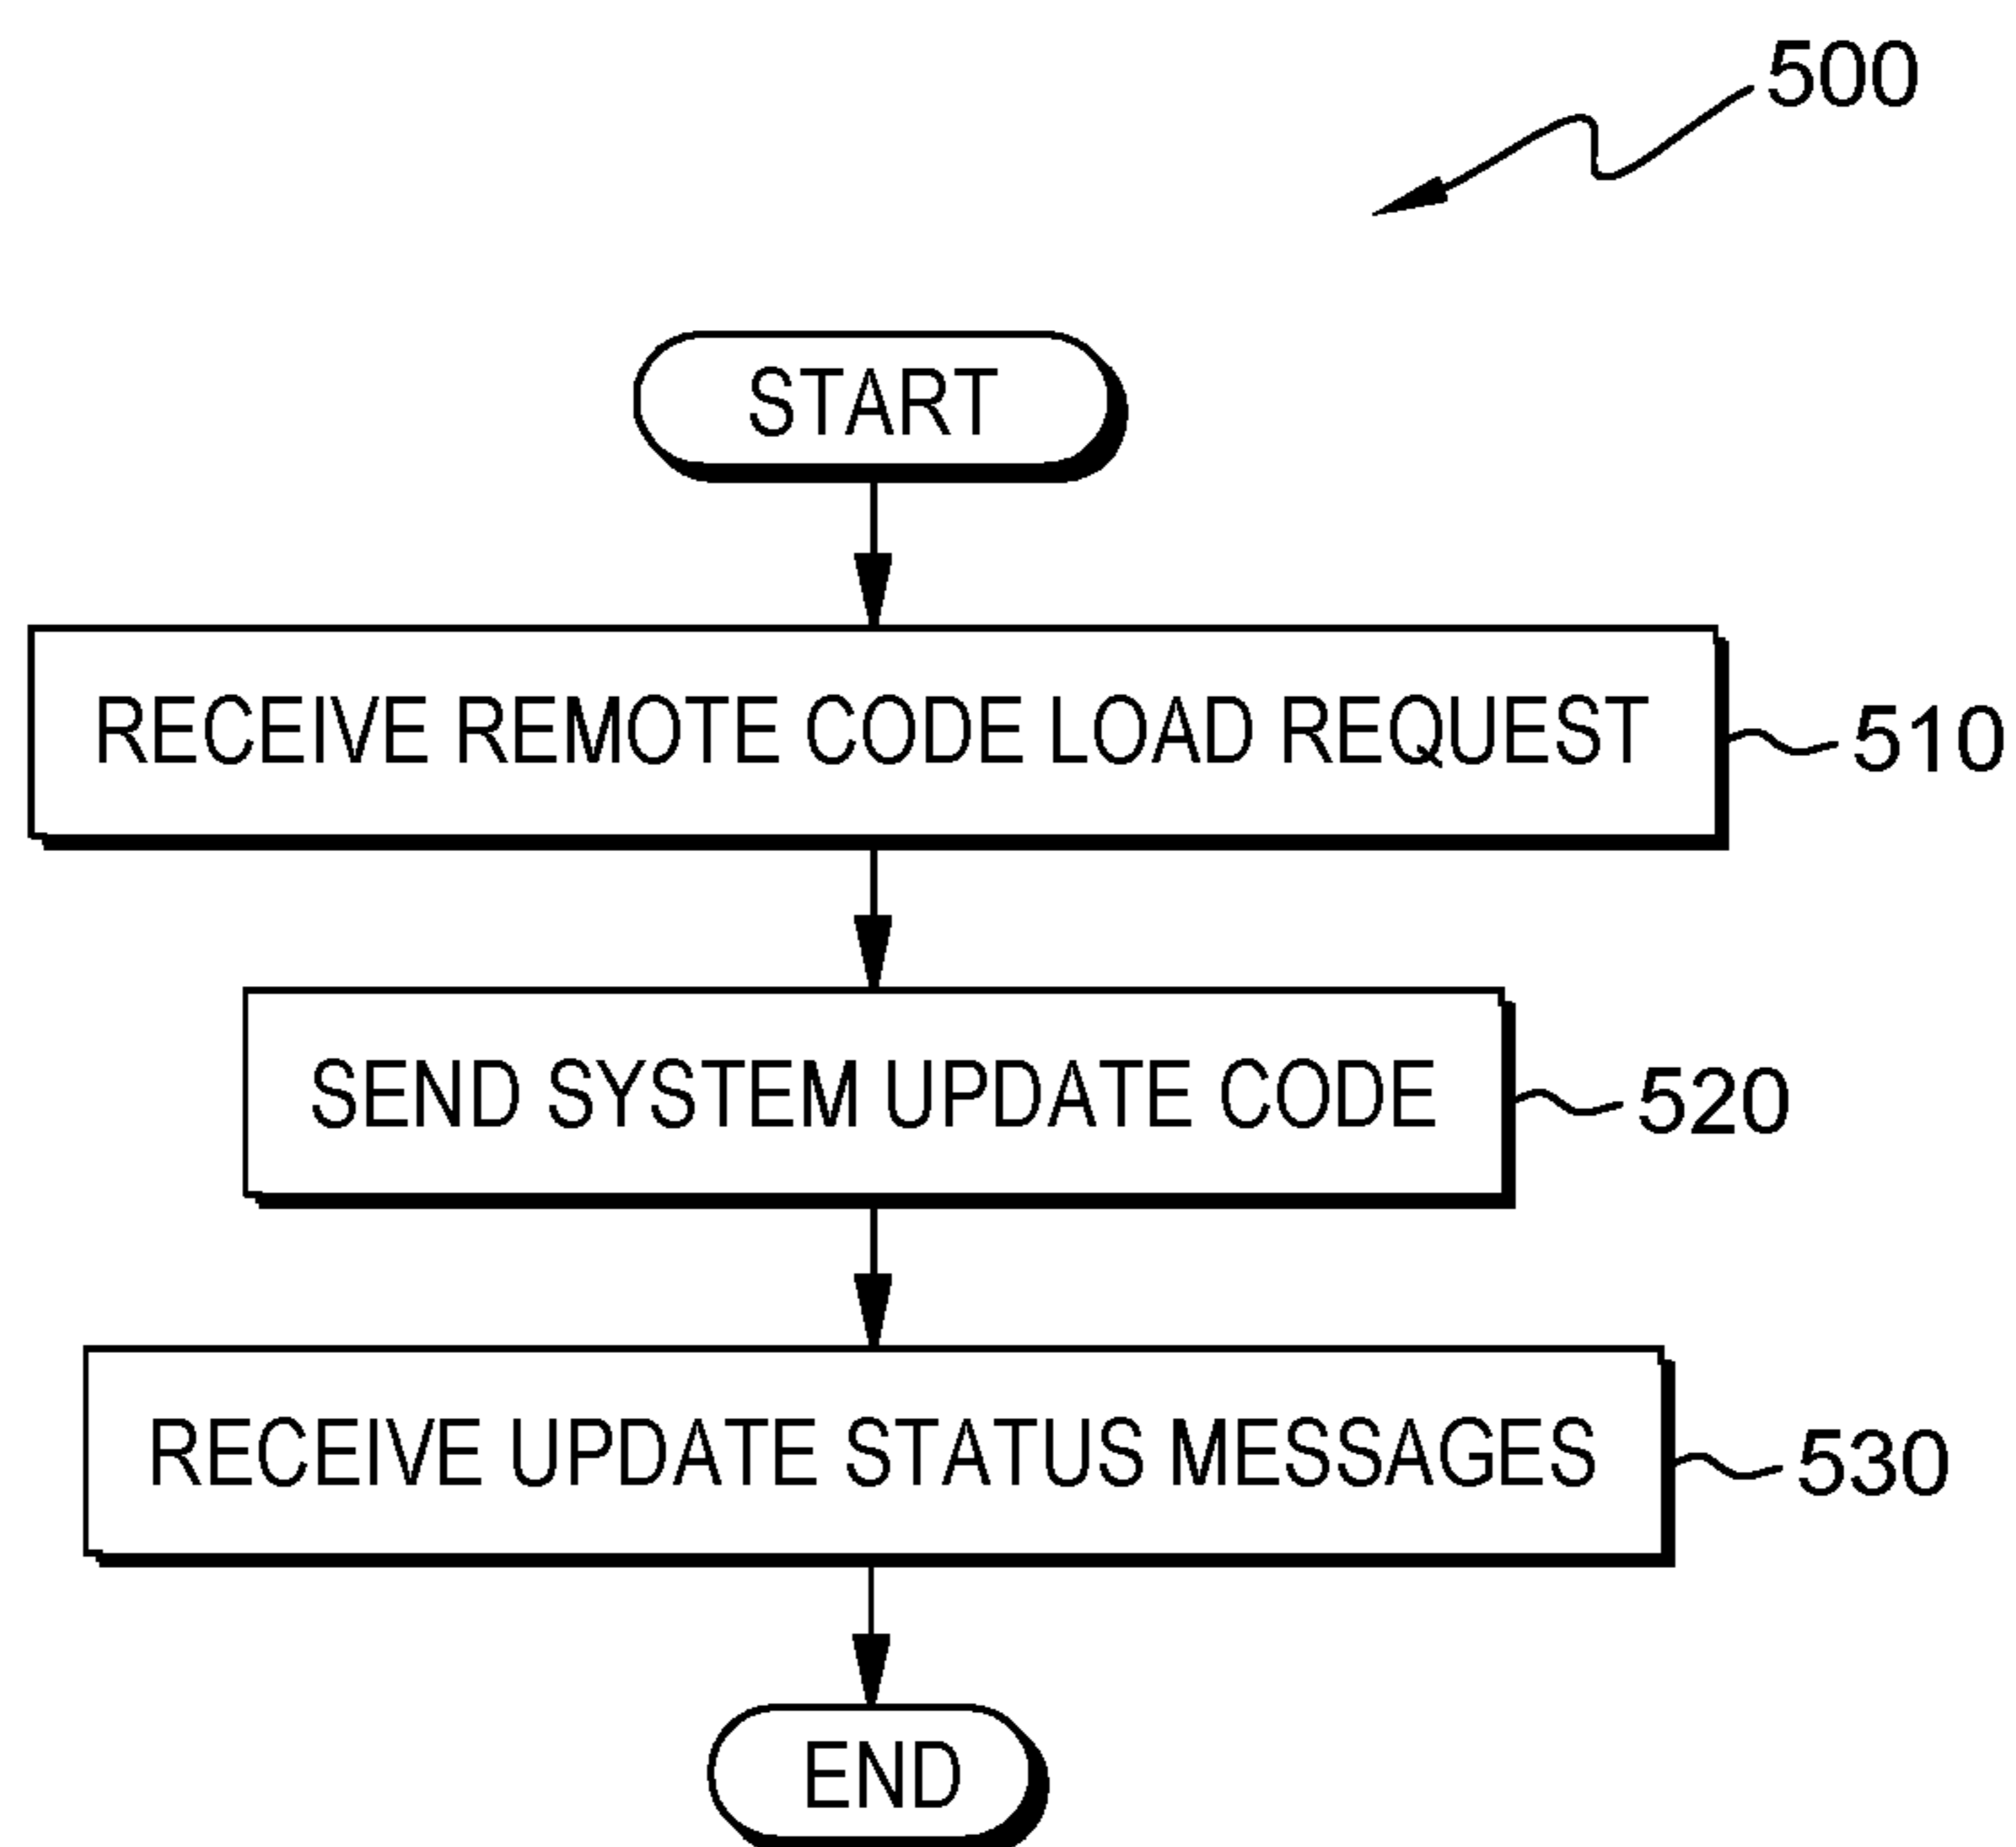 500
START
RECEIVE REMOTE CODE LOAD REQUEST
510
SEND SYSTEM UPDATE CODE
520
RECEIVE UPDATE STATUS MESSAGES
530
END